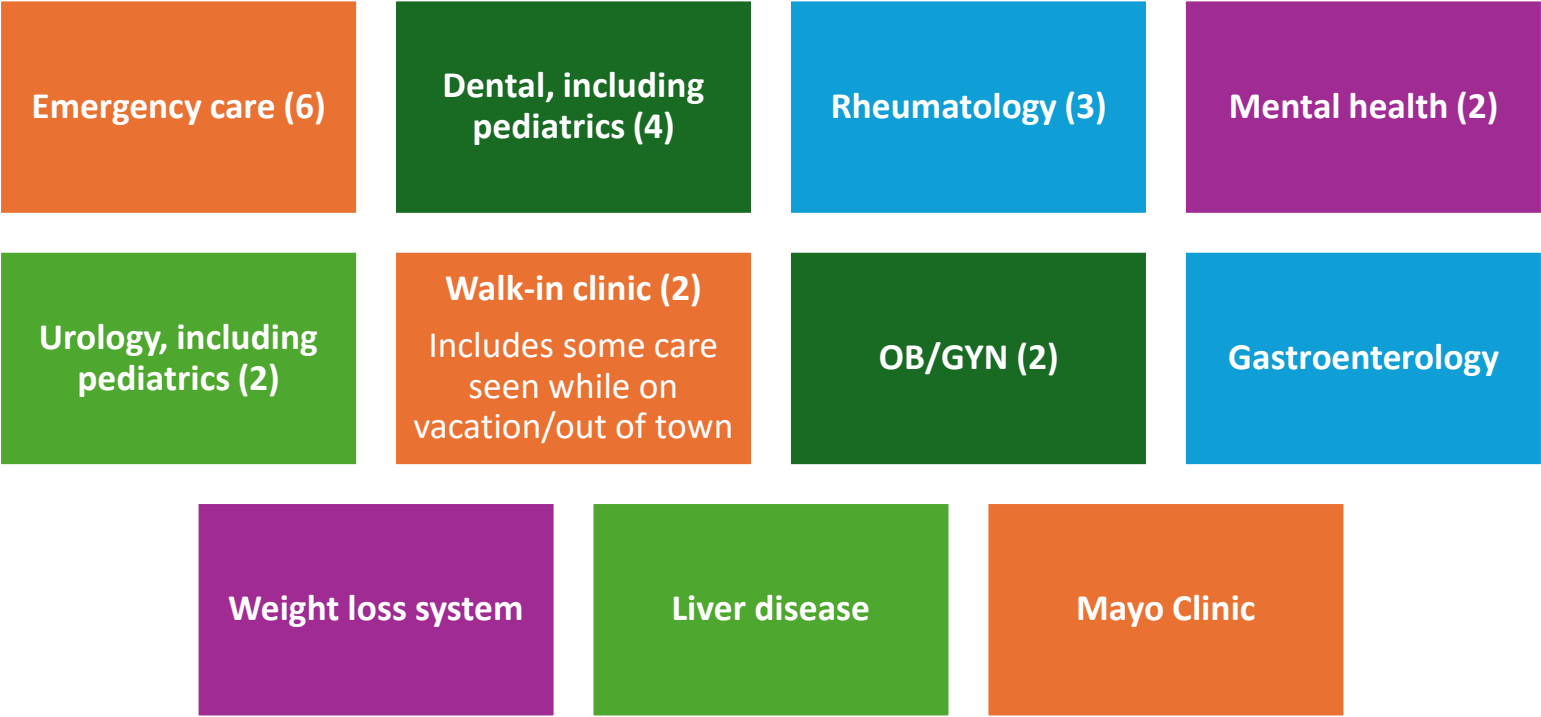 Emergency care (6)
Dental, including
pediatrics (4)
Rheumatology (3)
Mental health (2)
Urology, including
pediatrics (2)
Walk-in clinic (2)
Includes some care
seen while on
vacation/out of town
OB/GYN (2)
Gastroenterology
Weight loss system
Liver disease
Mayo Clinic